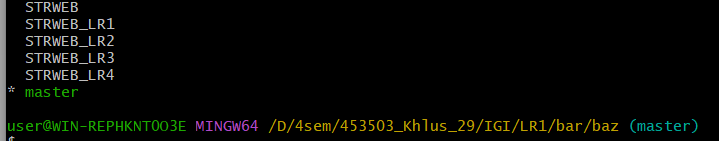 STRWEB
STRWEB_LR1
STRWEB_LR2
STRWEB_LR3
STRWEB_LR4
* master
user@WIN-REPHKNTOO3E MINGW64 /D/4sem/453503_Khlus_29/IGI/LR1/bar/baz (master)
$